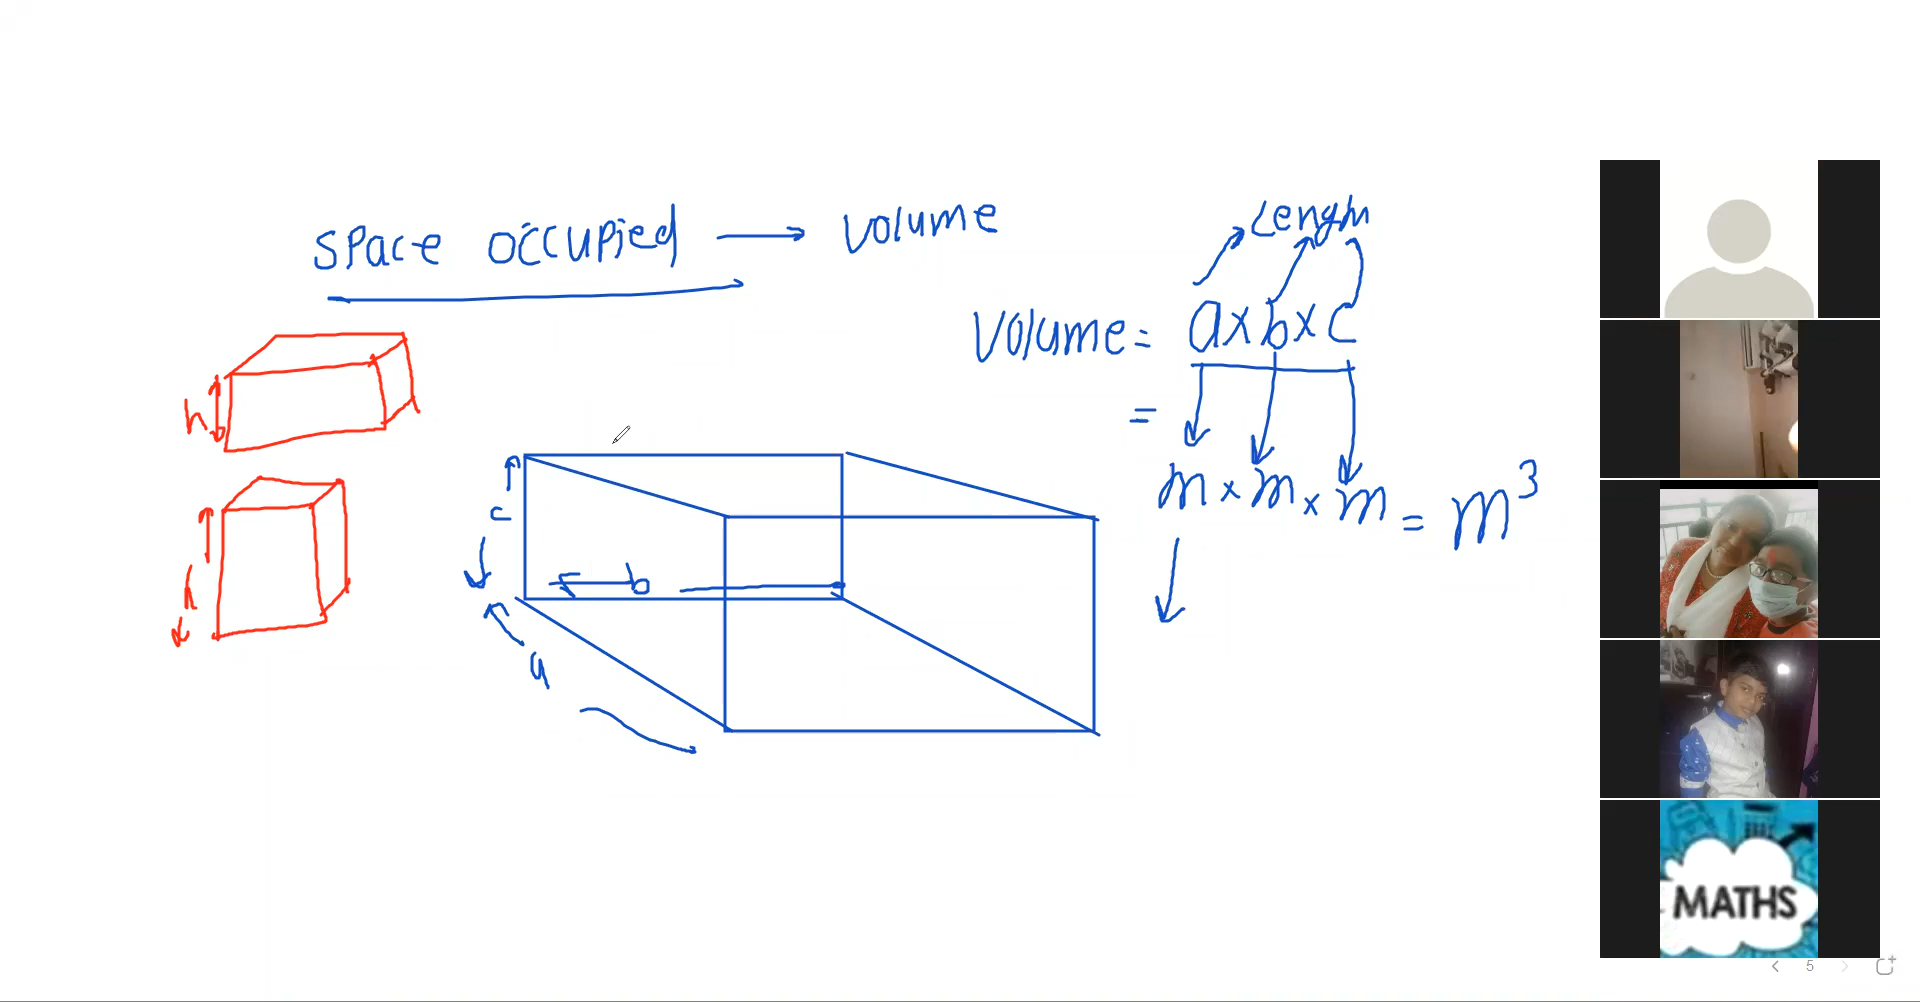 space occupied → volume
Length
Volume = a x b x c
=
m x m x m = m³
h
h
c
b
a
MATHS
5